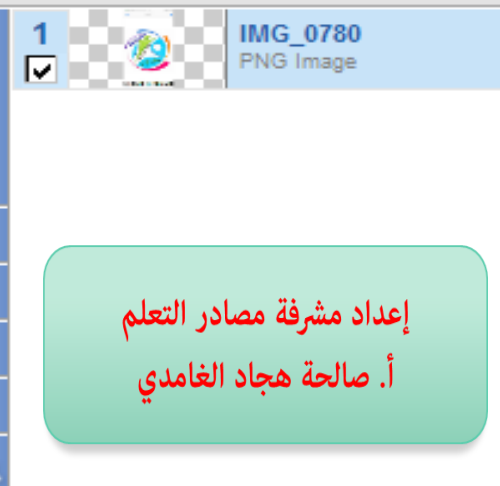 1
IMG_0780
PNG Image
إعداد مشرفة مصادر التعلم
أ. صالحة هجاد الغامدي